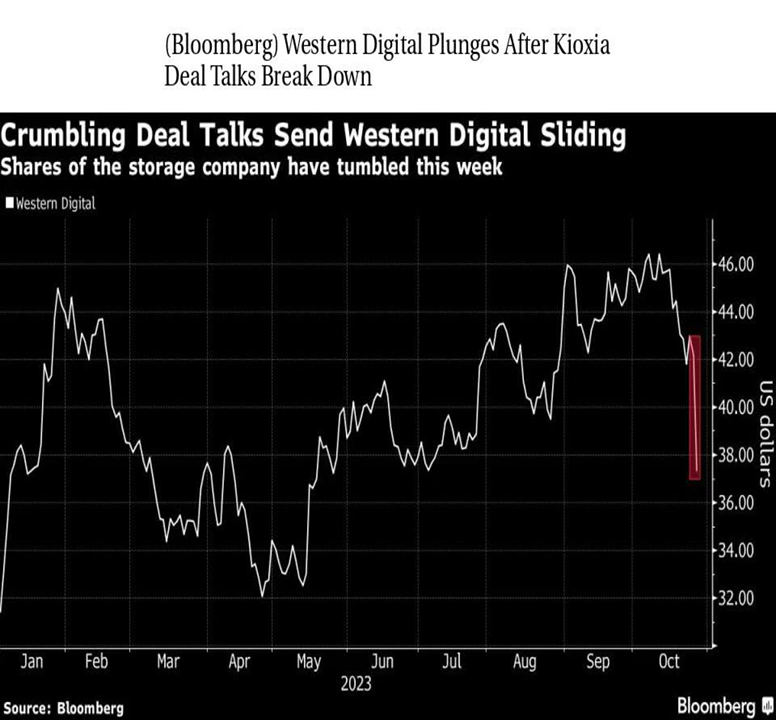 (Bloomberg) Western Digital Plunges After Kioxia
Deal Talks Break Down
Crumbling Deal Talks Send Western Digital Sliding
Shares of the storage company have tumbled this week
Western Digital
46.00
44.00
42.00
40.00
38.00
36.00
34.00
32.00
US dollars
Jan Feb Mar Apr May Jun Jul Aug Sep Oct
2023
Source: Bloomberg
Bloomberg